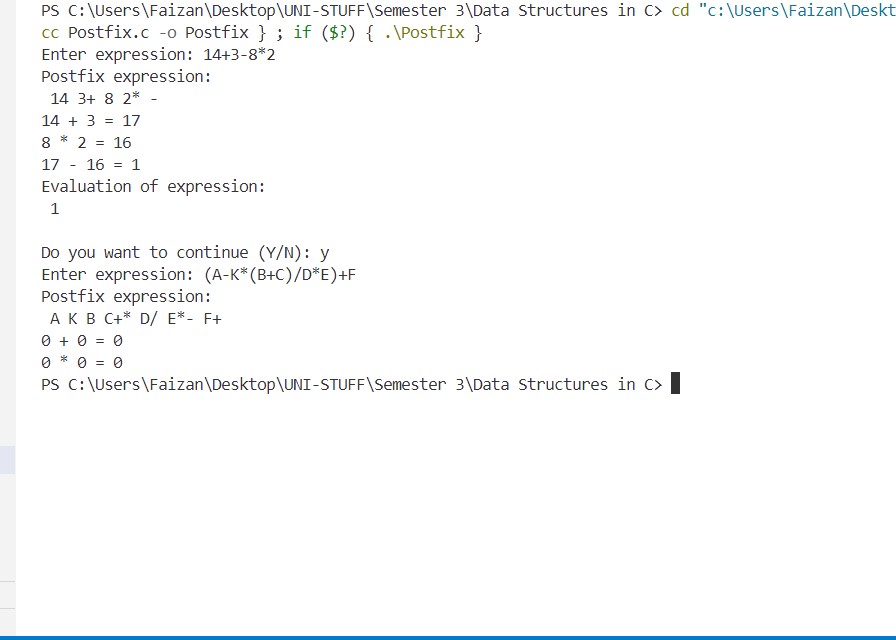 PS C:\Users\Faizan\Desktop\UNI-STUFF\Semester 3\Data Structures in C> cd "c:\Users\Faizan\Deskt
cc Postfix.c -o Postfix } ; if ($?) { .\Postfix }
Enter expression: 14+3-8*2
Postfix expression:
 14 3+ 8 2* -
14 + 3 = 17
8 * 2 = 16
17 - 16 = 1
Evaluation of expression:
 1

Do you want to continue (Y/N): y
Enter expression: (A-K*(B+C)/D*E)+F
Postfix expression:
 A K B C+* D/ E*- F+
0 + 0 = 0
0 * 0 = 0
PS C:\Users\Faizan\Desktop\UNI-STUFF\Semester 3\Data Structures in C>